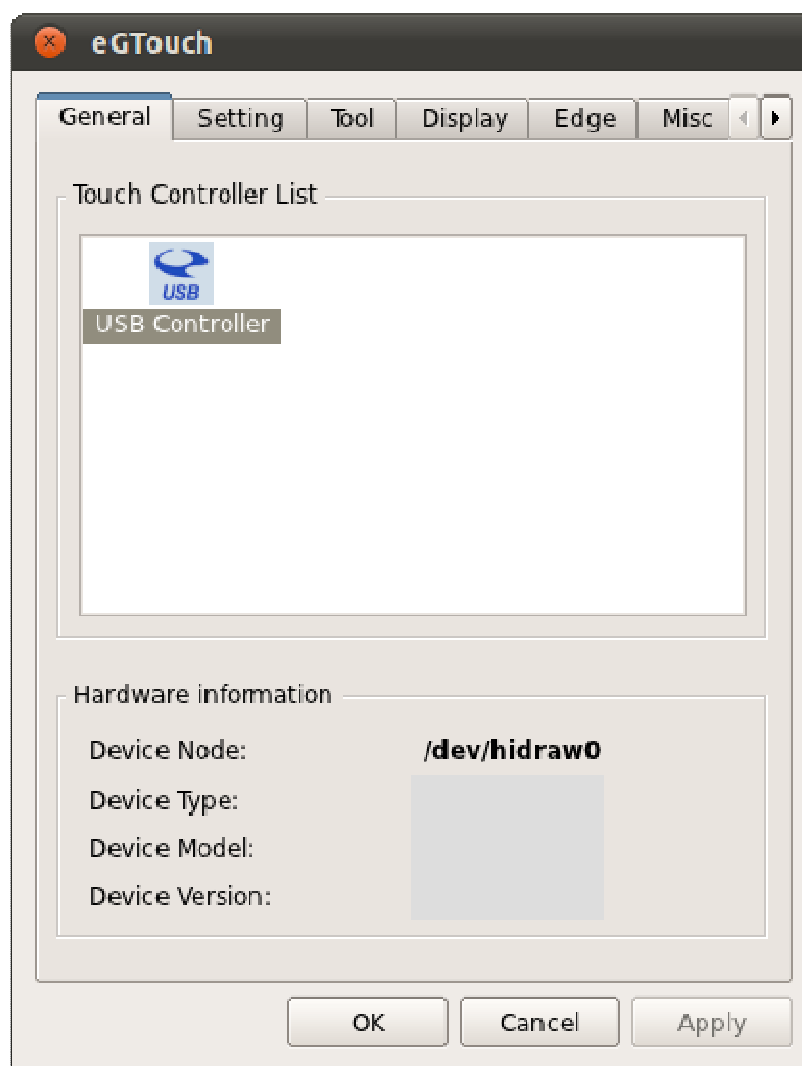 eGTouch
General Setting Tool Display Edge Misc
Touch Controller List
USB
USB Controller
Hardware information
Device Node: /dev/hidraw0
Device Type:
Device Model:
Device Version:
OK Cancel Apply